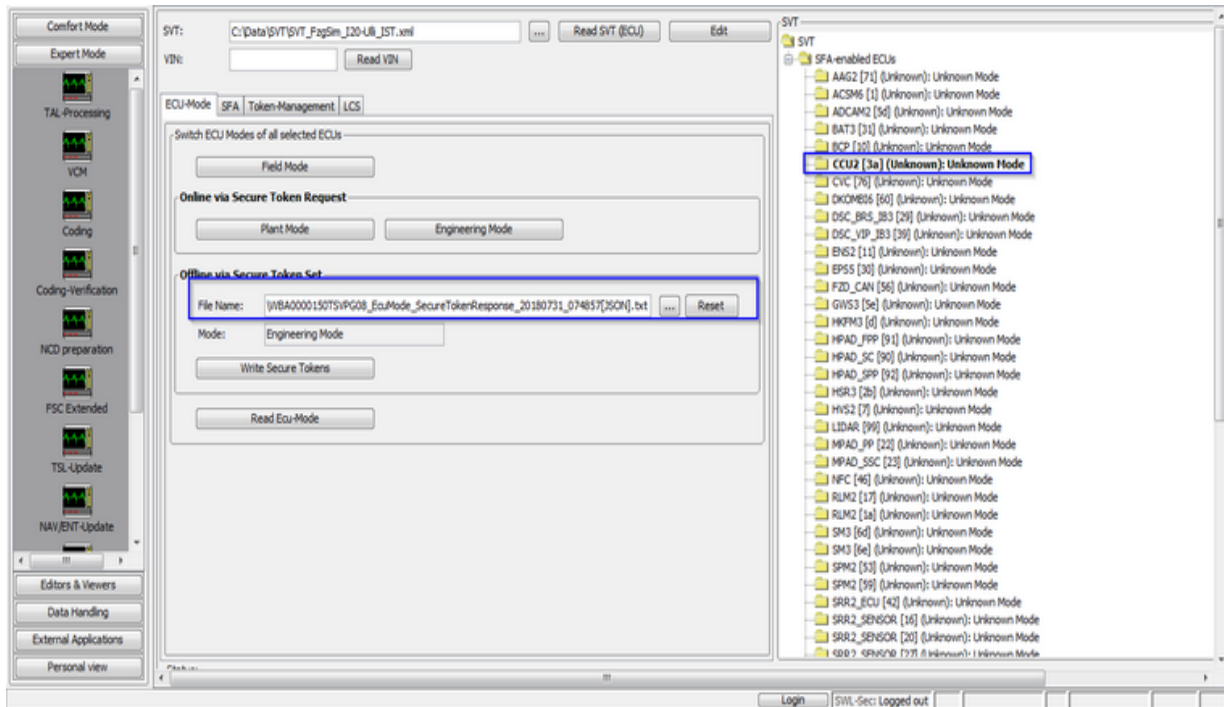 Comfort Mode
Expert Mode
TAL-Processing
VCM
Coding
Coding-Verification
NCD preparation
FSC Extended
TSL-Update
NAV/ENT-Update
Editors & Viewers
Data Handling
External Applications
Personal view
SVT: C:\Data\SVT\SVT_FzgSim_I20-Ulli_IST.xml ... Read SVT (ECU) Edit
VIN: Read VIN
ECU-Mode SFA Token-Management LCS
Switch ECU Modes of all selected ECUs
Field Mode
Online via Secure Token Request
Plant Mode Engineering Mode
Offline via Secure Token Set
File Name: \WBA0000150TSVPG08_EcuMode_SecureTokenResponse_20180731_074857[JSON].txt ... Reset
Mode: Engineering Mode
Write Secure Tokens
Read Ecu-Mode
Status:
SVT
SVT
SFA-enabled ECUs
AAG2 [71] (Unknown): Unknown Mode
ACSM6 [1] (Unknown): Unknown Mode
ADCAM2 [5d] (Unknown): Unknown Mode
BAT3 [31] (Unknown): Unknown Mode
BCP [10] (Unknown): Unknown Mode
CCU2 [3a] (Unknown): Unknown Mode
CVC [76] (Unknown): Unknown Mode
DKOMBI6 [60] (Unknown): Unknown Mode
DSC_BRS_IB3 [29] (Unknown): Unknown Mode
DSC_VIP_IB3 [39] (Unknown): Unknown Mode
ENS2 [11] (Unknown): Unknown Mode
EPS5 [30] (Unknown): Unknown Mode
FZD_CAN [56] (Unknown): Unknown Mode
GWS3 [5e] (Unknown): Unknown Mode
HKFM3 [d] (Unknown): Unknown Mode
HPAD_FPP [91] (Unknown): Unknown Mode
HPAD_SC [90] (Unknown): Unknown Mode
HPAD_SPP [92] (Unknown): Unknown Mode
HSR3 [2b] (Unknown): Unknown Mode
HVS2 [7] (Unknown): Unknown Mode
LIDAR [99] (Unknown): Unknown Mode
MPAD_PP [22] (Unknown): Unknown Mode
MPAD_SSC [23] (Unknown): Unknown Mode
NFC [46] (Unknown): Unknown Mode
RLM2 [17] (Unknown): Unknown Mode
RLM2 [1a] (Unknown): Unknown Mode
SM3 [6d] (Unknown): Unknown Mode
SM3 [6e] (Unknown): Unknown Mode
SPM2 [53] (Unknown): Unknown Mode
SPM2 [59] (Unknown): Unknown Mode
SRR2_ECU [42] (Unknown): Unknown Mode
SRR2_SENSOR [16] (Unknown): Unknown Mode
SRR2_SENSOR [20] (Unknown): Unknown Mode
SRR2_SENSOR [27] (Unknown): Unknown Mode
Login SWL-Sec: Logged out